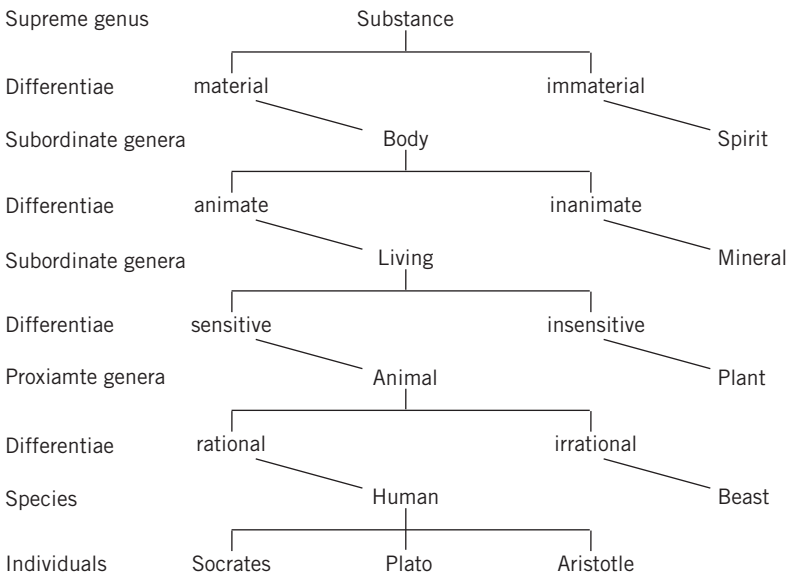 Supreme genus Substance
Differentiae material immaterial
Subordinate genera Body Spirit
Differentiae animate inanimate
Subordinate genera Living Mineral
Differentiae sensitive insensitive
Proxiamte genera Animal Plant
Differentiae rational irrational
Species Human Beast
Individuals Socrates Plato Aristotle